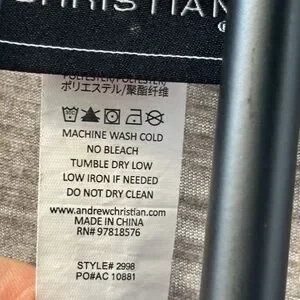 CHRISTIAN
POLYESTER/POLYESTER/
ポリエステル/聚酯纤维
MACHINE WASH COLD
NO BLEACH
TUMBLE DRY LOW
LOW IRON IF NEEDED
DO NOT DRY CLEAN
www.andrewchristian.com
MADE IN CHINA
RN# 97818576
STYLE# 2998
PO#AC 10881